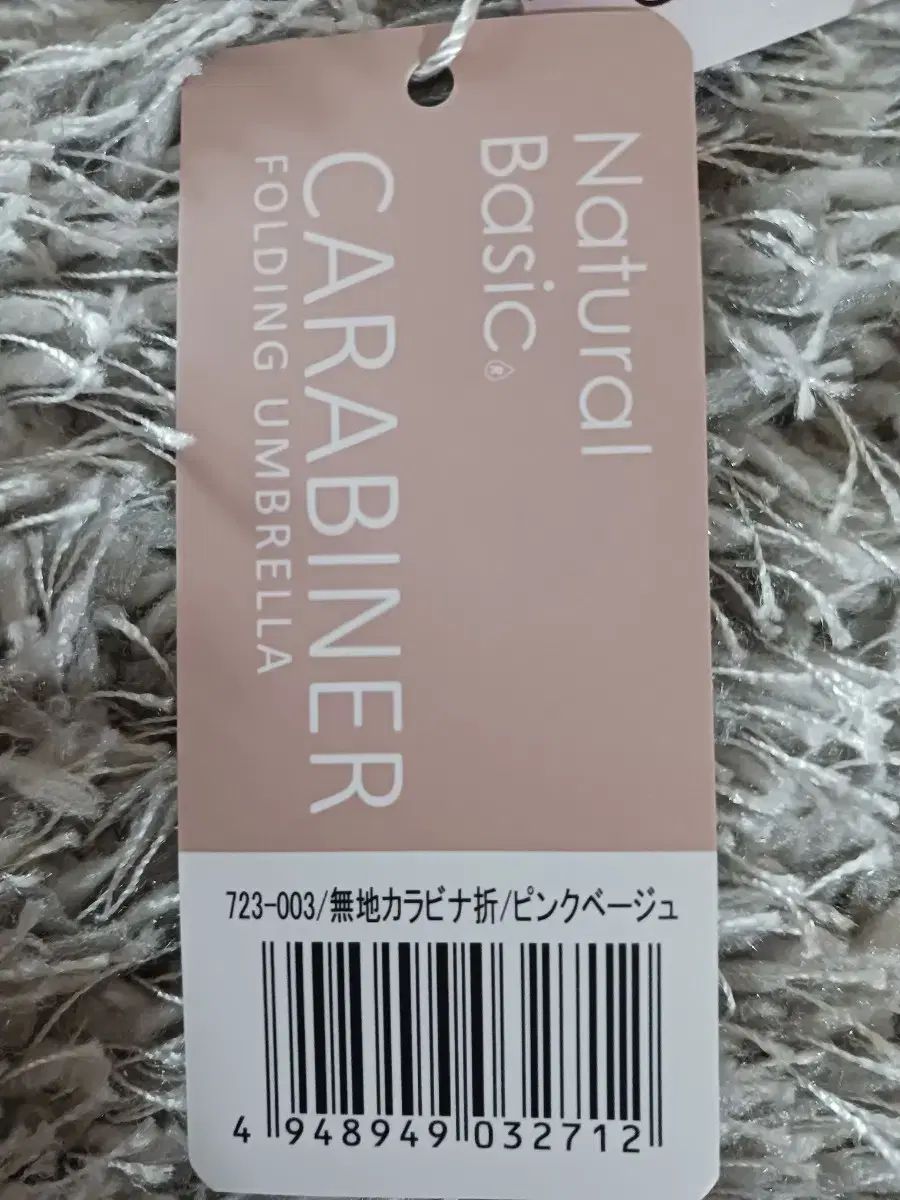 Natural
Basic
CARABINER
FOLDING UMBRELLA
723-003/無地カラビナ折/ピンクベージュ
4 948949 032712